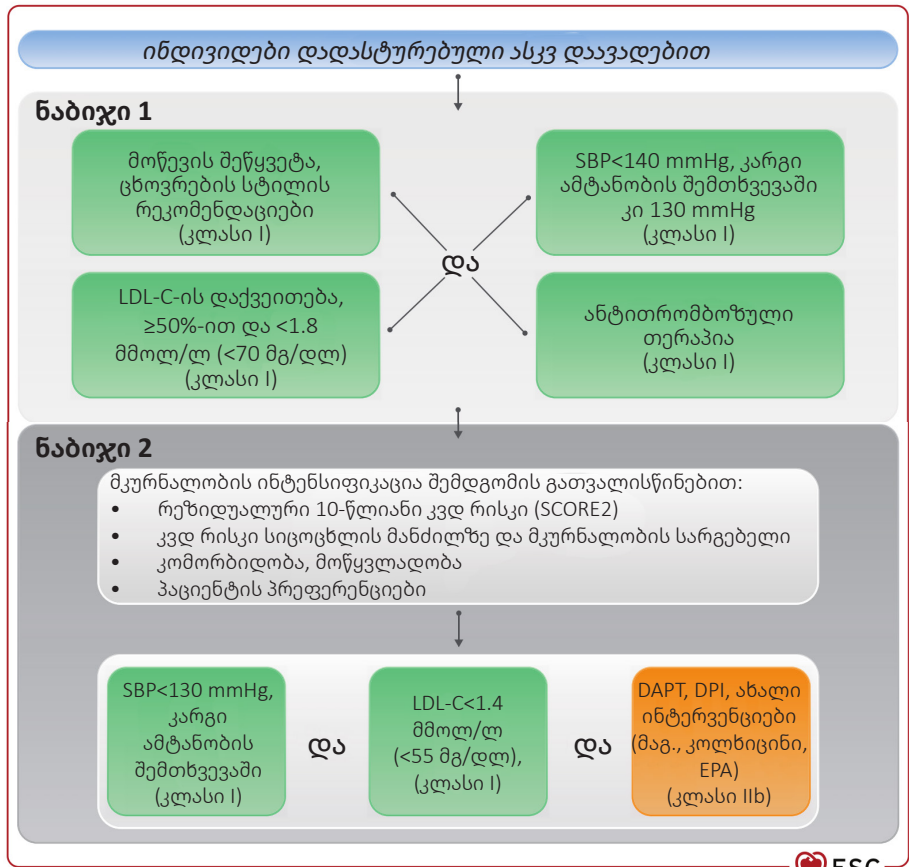 ინდივიდები დადასტურებული ასკვ დაავადებით
ნაბიჯი 1
მოწევის შეწყვეტა,
ცხოვრების სტილის
რეკომენდაციები
(კლასი I)
SBP<140 mmHg, კარგი
ამტანობის შემთხვევაში
კი 130 mmHg
(კლასი I)
და
LDL-C-ის დაქვეითება,
≥50%-ით და <1.8
მმოლ/ლ (<70 მგ/დლ)
(კლასი I)
ანტითრომბოზული
თერაპია
(კლასი I)
ნაბიჯი 2
მკურნალობის ინტენსიფიკაცია შემდგომის გათვალისწინებით:
• რეზიდუალური 10-წლიანი კვდ რისკი (SCORE2)
• კვდ რისკი სიცოცხლის მანძილზე და მკურნალობის სარგებელი
• კომორბიდობა, მოწყვლადობა
• პაციენტის პრეფერენციები
SBP<130 mmHg,
კარგი
ამტანობის
შემთხვევაში
(კლასი I)
და
LDL-C<1.4
მმოლ/ლ
(<55 მგ/დლ),
(კლასი I)
და
DAPT, DPI, ახალი
ინტერვენციები
(მაგ., კოლხიცინი,
EPA)
(კლასი IIb)
ESC